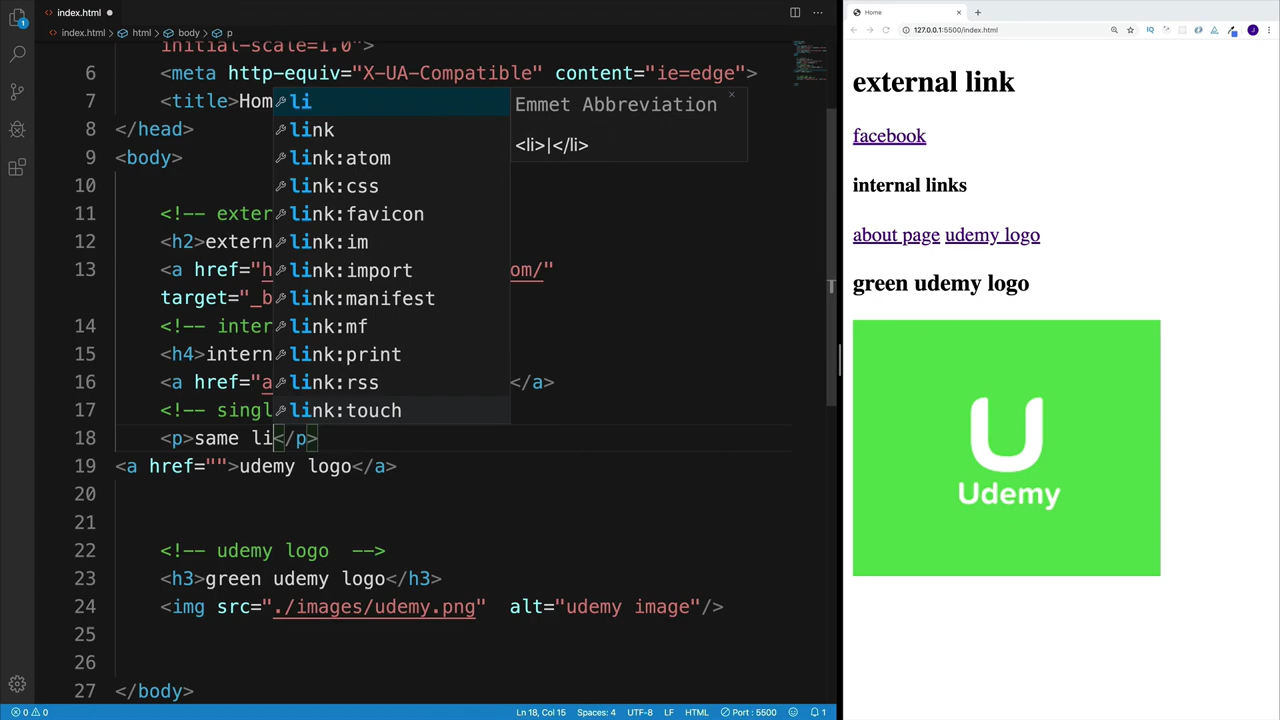 index.html
index.html > html > body > p
initial-scale=1.0">
6 <meta http-equiv="X-UA-Compatible" content="ie=edge">
7 <title>Hom
8 </head>
9 <body>
10
11 <!-- exter
12 <h2>extern
13 <a href="h om/"
target="_b
14 <!-- inter
15 <h4>intern
16 <a href="a </a>
17 <!-- singl
18 <p>same li</p>
19 <a href="">udemy logo</a>
20
21
22 <!-- udemy logo -->
23 <h3>green udemy logo</h3>
24 <img src="./images/udemy.png" alt="udemy image"/>
25
26
27 </body>
li
link
link:atom
link:css
link:favicon
link:im
link:import
link:manifest
link:mf
link:print
link:rss
link:touch
Emmet Abbreviation
<li>|</li>
1
0 0 Ln 18, Col 15 Spaces: 4 UTF-8 LF HTML Port : 5500 1
Home
127.0.0.1:5500/index.html
IQ
J
external link
facebook
internal links
about page udemy logo
green udemy logo
Udemy